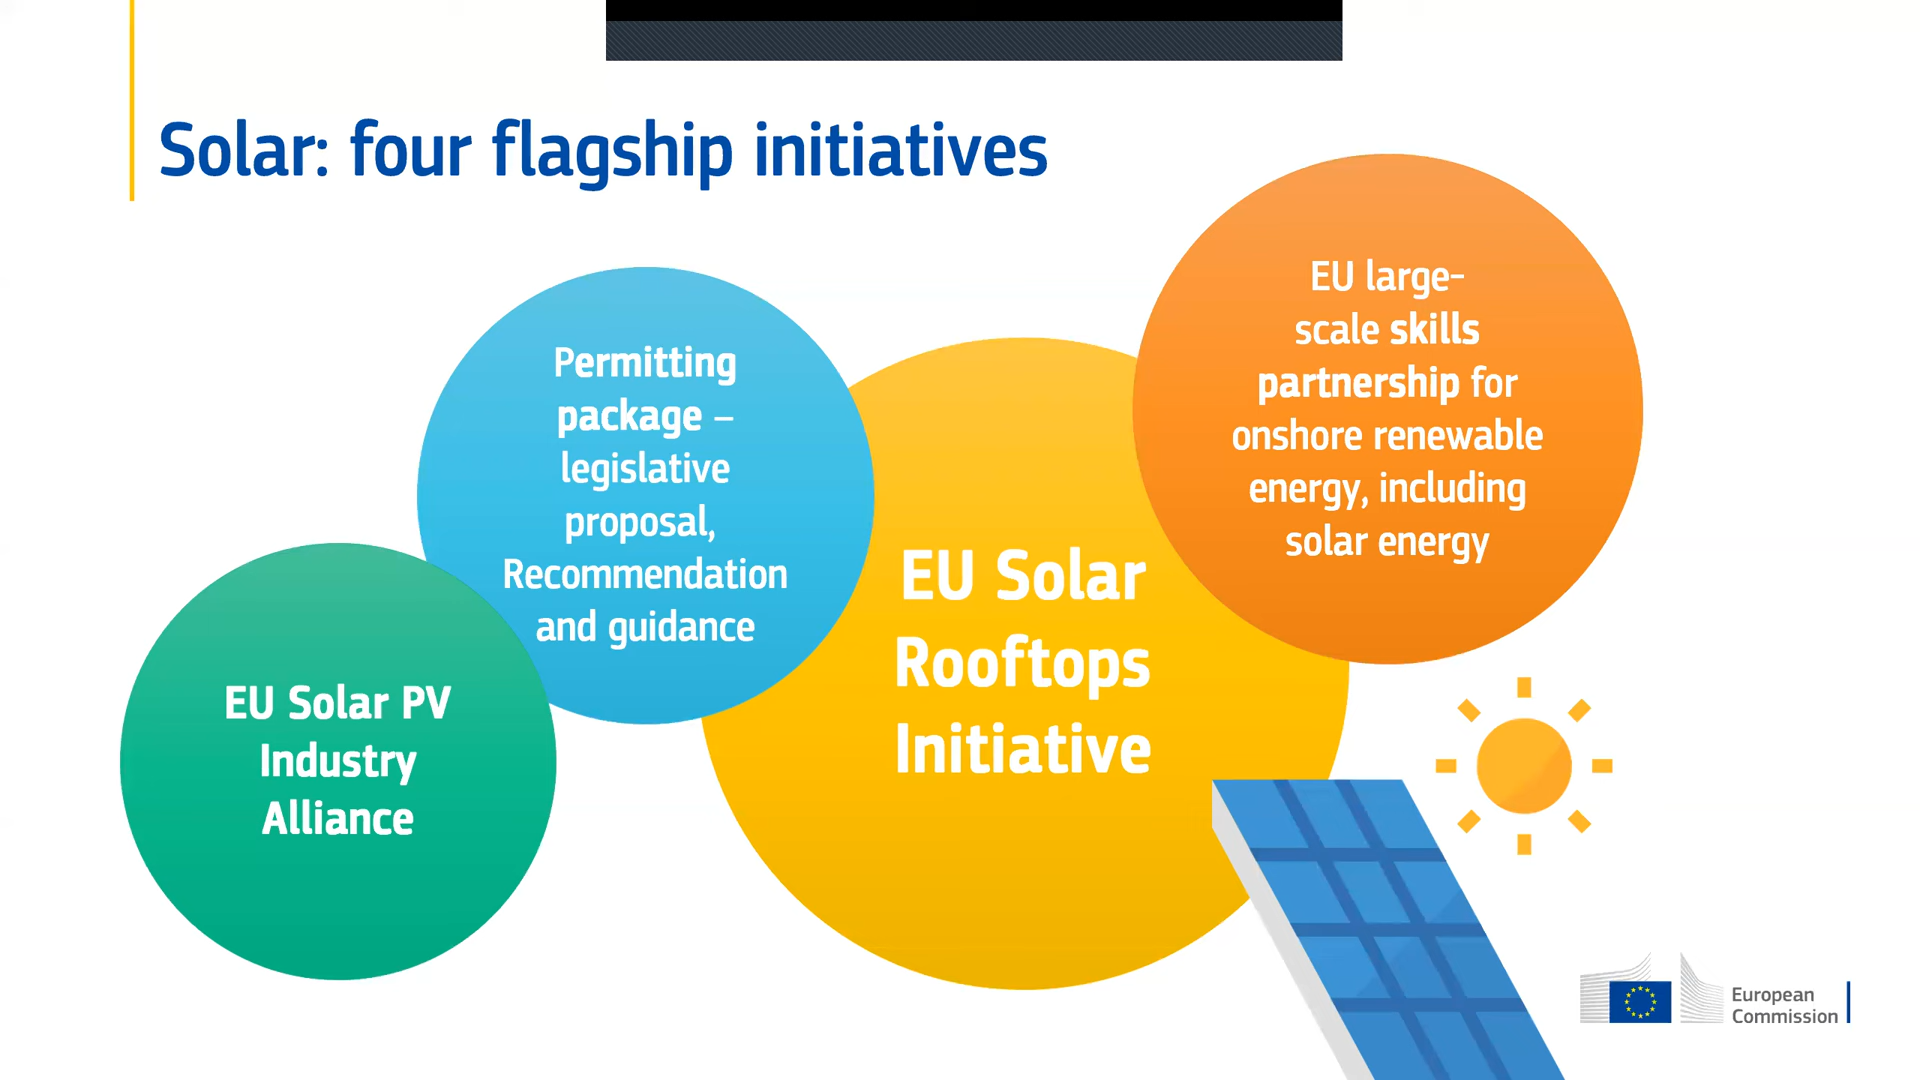 Solar: four flagship initiatives
EU Solar PV
Industry
Alliance
Permitting
package –
legislative
proposal,
Recommendation
and guidance
EU Solar
Rooftops
Initiative
EU large-
scale skills
partnership for
onshore renewable
energy, including
solar energy
European
Commission